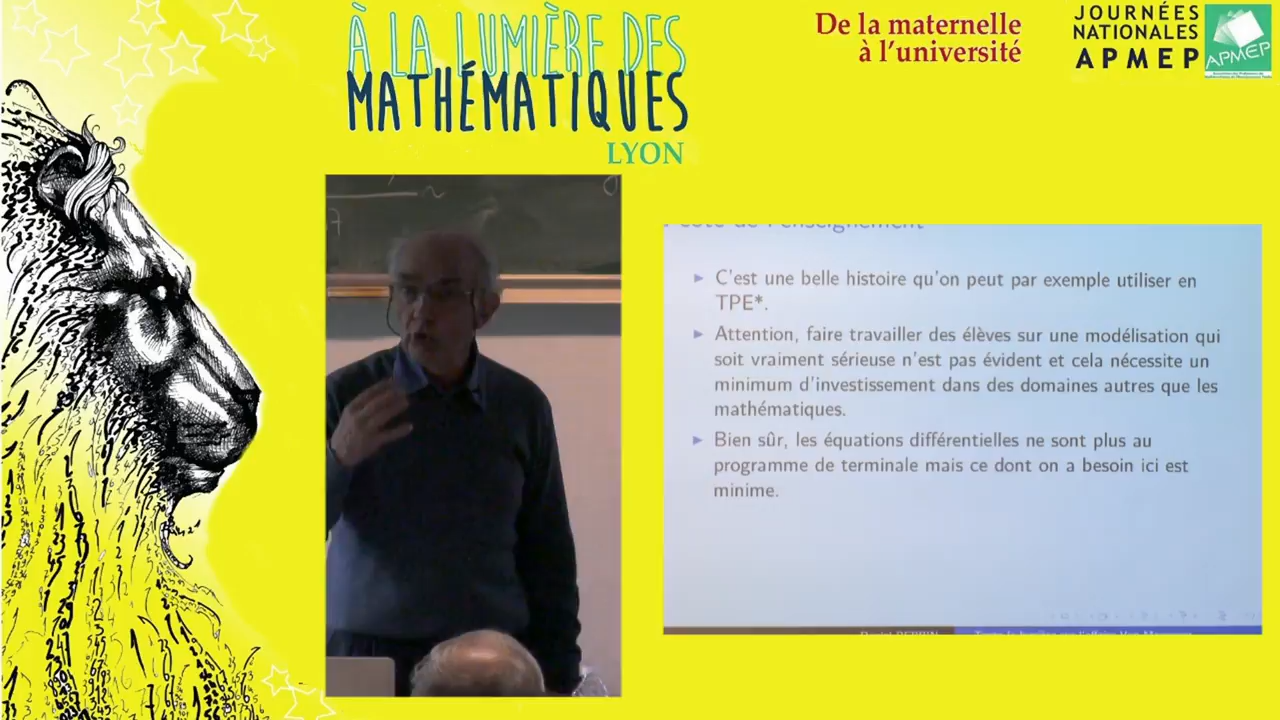 À LA LUMIÈRE DES
MATHÉMATIQUES
LYON
De la maternelle
à l'université
JOURNÉES
NATIONALES
APMEP
APMEP
de l'enseignement
C'est une belle histoire qu'on peut par exemple utiliser en
TPE*.
Attention, faire travailler des élèves sur une modélisation qui
soit vraiment sérieuse n'est pas évident et cela nécessite un
minimum d'investissement dans des domaines autres que les
mathématiques.
Bien sûr, les équations différentielles ne sont plus au
programme de terminale mais ce dont on a besoin ici est
minime.